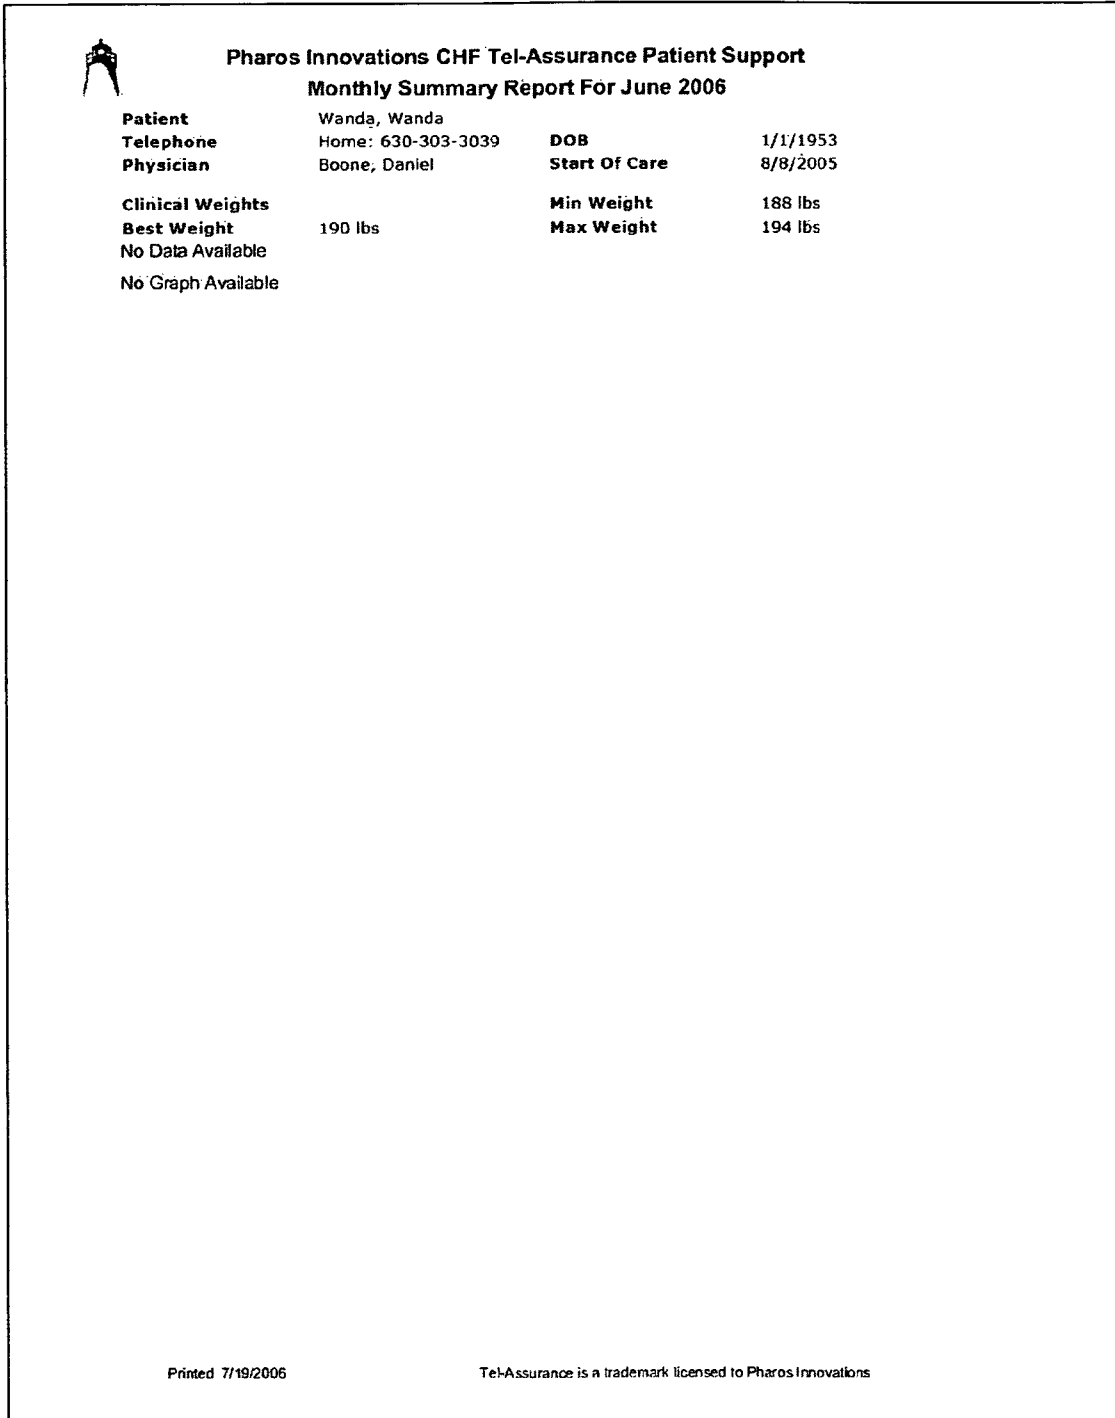 Pharos Innovations CHF Tel-Assurance Patient Support
Monthly Summary Report For June 2006
Patient Wanda, Wanda
Telephone Home: 630-303-3039 DOB 1/1/1953
Physician Boone, Daniel Start Of Care 8/8/2005
Clinical Weights Min Weight 188 lbs
Best Weight 190 lbs Max Weight 194 lbs
No Data Available
No Graph Available
Printed 7/19/2006 Tel-Assurance is a trademark licensed to Pharos Innovations